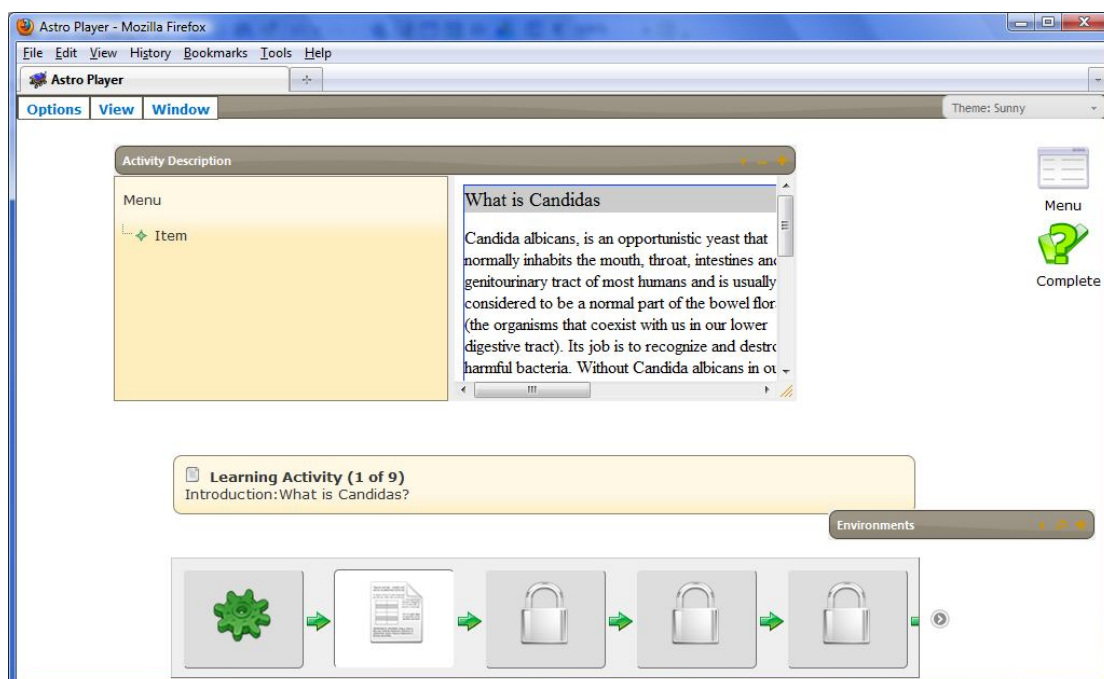 Astro Player - Mozilla Firefox
File Edit View History Bookmarks Tools Help
Astro Player
Options View Window
Theme: Sunny
Activity Description
Menu
Item
What is Candidas
Candida albicans, is an opportunistic yeast that
normally inhabits the mouth, throat, intestines
genitourinary tract of most humans and is usually
considered to be a normal part of the bowel
(the organisms that coexist with us in our lower
digestive tract). Its job is to recognize and
harmful bacteria. Without Candida albicans in
Menu
Complete
Learning Activity (1 of 9)
Introduction:What is Candidas?
Environments